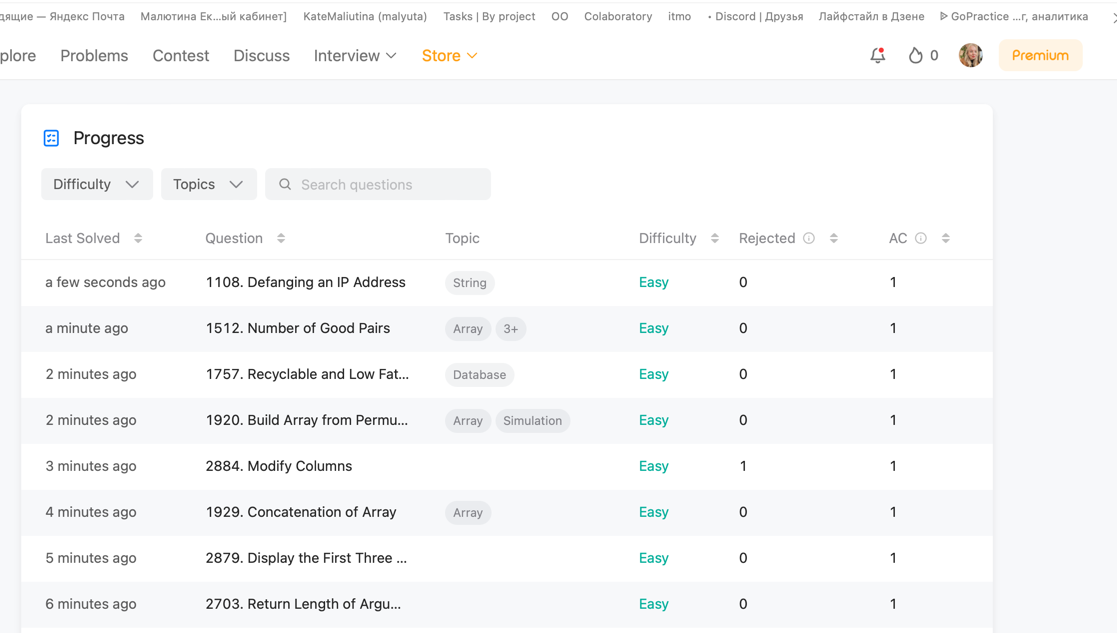 дящие — Яндекс Почта Малютина Ек...ый кабинет] KateMaliutina (malyuta) Tasks | By project OO Colaboratory itmo • Discord | Друзья Лайфстайл в Дзене GoPractice ...г, аналитика
plore Problems Contest Discuss Interview Store 0 Premium
Progress
Difficulty Topics Search questions
Last Solved Question Topic Difficulty Rejected AC
a few seconds ago 1108. Defanging an IP Address String Easy 0 1
a minute ago 1512. Number of Good Pairs Array 3+ Easy 0 1
2 minutes ago 1757. Recyclable and Low Fat... Database Easy 0 1
2 minutes ago 1920. Build Array from Permu... Array Simulation Easy 0 1
3 minutes ago 2884. Modify Columns Easy 1 1
4 minutes ago 1929. Concatenation of Array Array Easy 0 1
5 minutes ago 2879. Display the First Three ... Easy 0 1
6 minutes ago 2703. Return Length of Argu... Easy 0 1